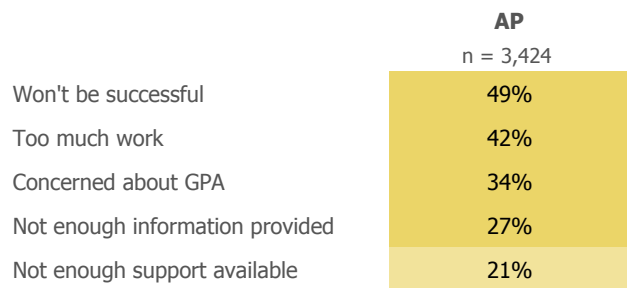 AP
n = 3,424
Won't be successful 49%
Too much work 42%
Concerned about GPA 34%
Not enough information provided 27%
Not enough support available 21%